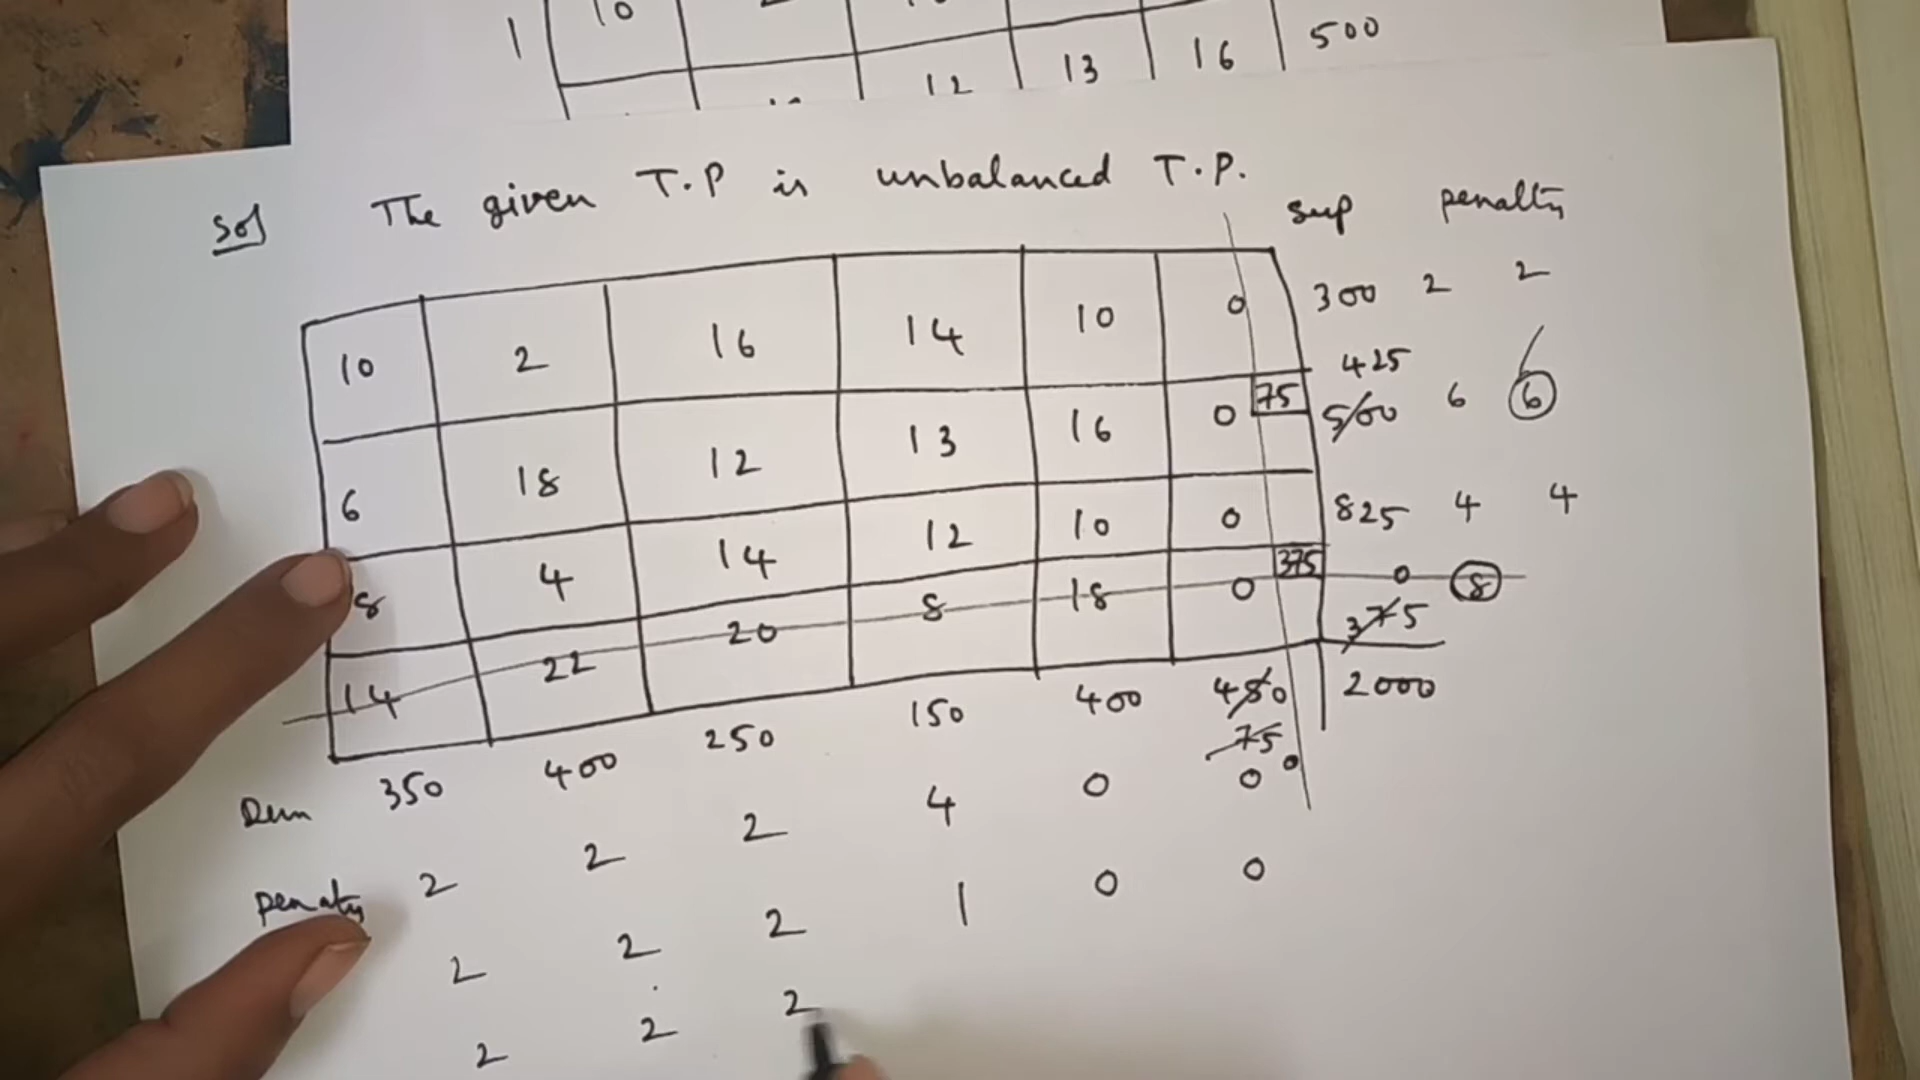 1 10
12 13 16 500
Sol The given T.P is unbalanced T.P.
Sup penalty
10 2 16 14 10 0 300 2 2
425
6 18 12 13 16 0 75 500 6 6
8 4 14 12 10 0 825 4 4
14 22 20 8 18 0 375 0 8
375
Dem 350 400 250 150 400 450 2000
75
0
penalty 2 2 2 4 0 0
2 2 2 1 0 0
2 2 2